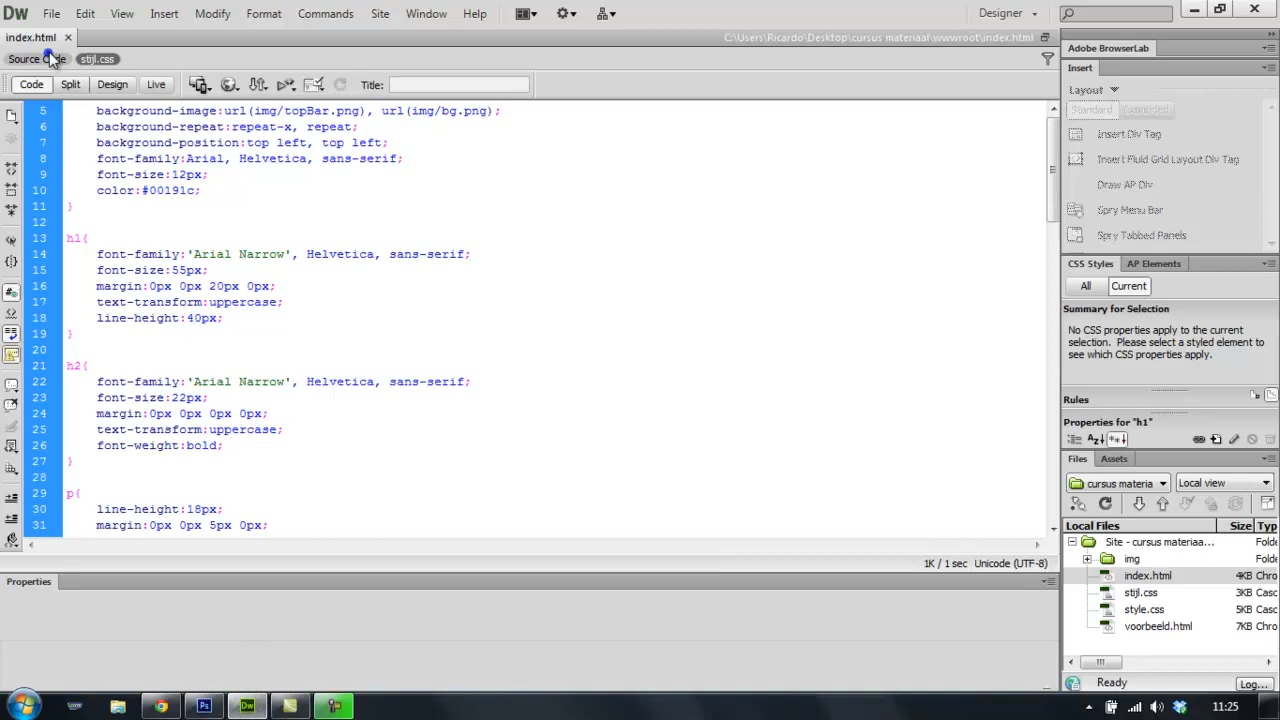 Dw File Edit View Insert Modify Format Commands Site Window Help Designer
index.html C:\Users\Ricardo\Desktop\cursus materiaal\wwwroot\index.html
Source Code stijl.css
Code Split Design Live Title:
5 background-image:url(img/topBar.png), url(img/bg.png);
6 background-repeat:repeat-x, repeat;
7 background-position:top left, top left;
8 font-family:Arial, Helvetica, sans-serif;
9 font-size:12px;
10 color:#00191c;
11 }
12
13 h1{
14 font-family:'Arial Narrow', Helvetica, sans-serif;
15 font-size:55px;
16 margin:0px 0px 20px 0px;
17 text-transform:uppercase;
18 line-height:40px;
19 }
20
21 h2{
22 font-family:'Arial Narrow', Helvetica, sans-serif;
23 font-size:22px;
24 margin:0px 0px 0px 0px;
25 text-transform:uppercase;
26 font-weight:bold;
27 }
28
29 p{
30 line-height:18px;
31 margin:0px 0px 5px 0px;
1K / 1 sec Unicode (UTF-8)
Properties
Adobe BrowserLab
Insert
Layout
Standard Expanded
Insert Div Tag
Insert Fluid Grid Layout Div Tag
Draw AP Div
Spry Menu Bar
Spry Tabbed Panels
CSS Styles AP Elements
All Current
Summary for Selection
No CSS properties apply to the current
selection. Please select a styled element
to see which CSS properties apply.
Rules
Properties for "h1"
Files Assets
cursus materia Local view
Local Files Size Typ
Site - cursus materiaa... Folde
img Folde
index.html 4KB Chro
stijl.css 3KB Casc
style.css 5KB Casc
voorbeeld.html 7KB Chro
Ready Log...
11:25